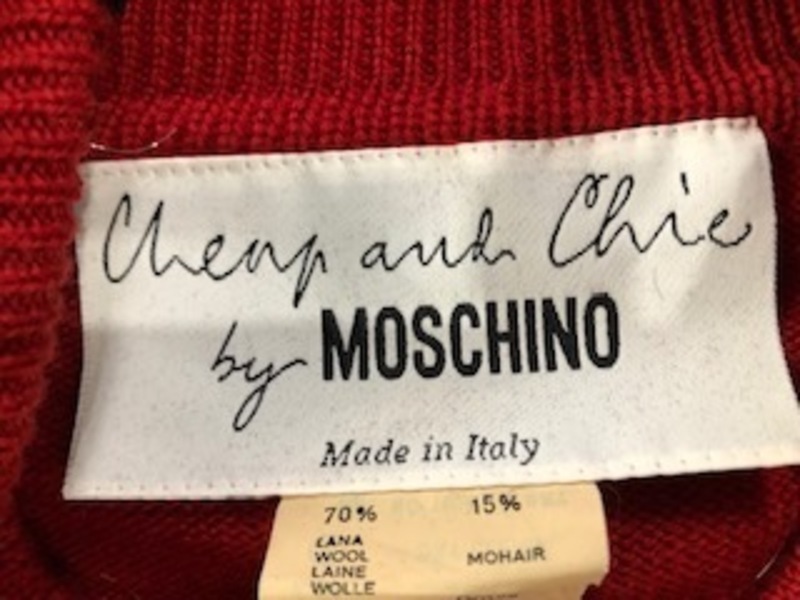 Cheap and Chic
by MOSCHINO
Made in Italy
70% 15%
LANA
WOOL MOHAIR
LAINE
WOLLE